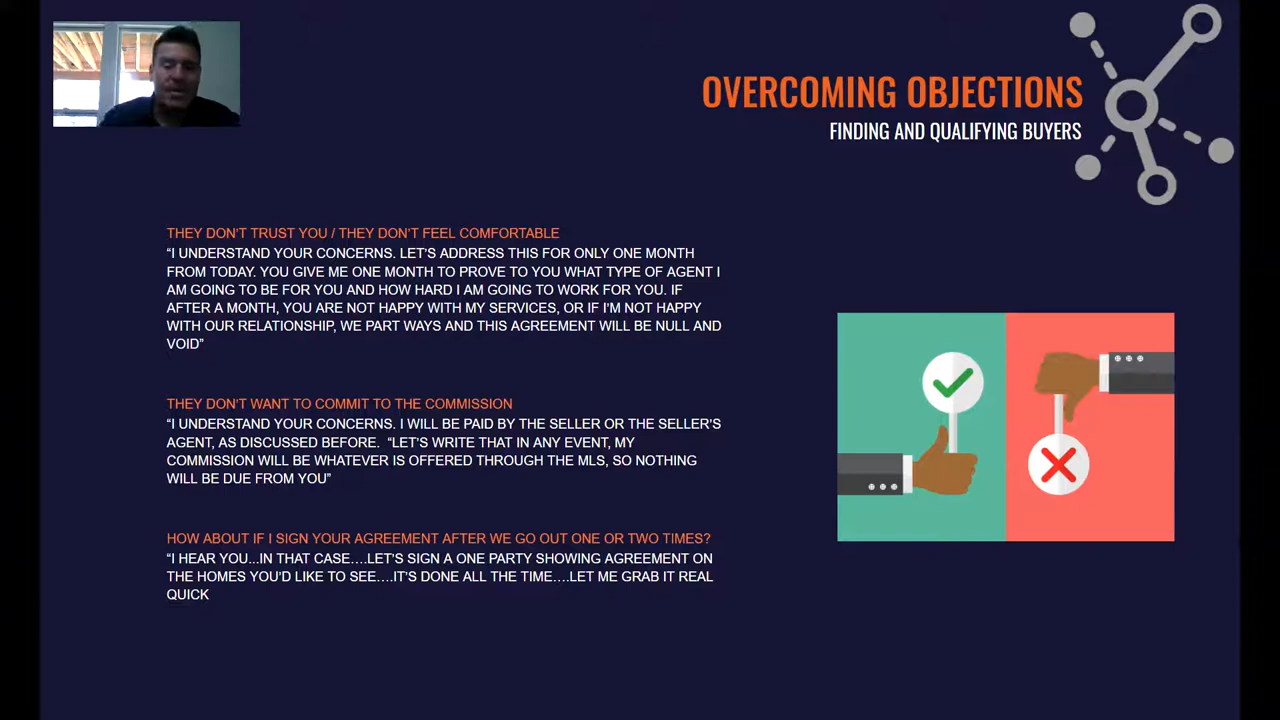 OVERCOMING OBJECTIONS
FINDING AND QUALIFYING BUYERS
THEY DON'T TRUST YOU / THEY DON'T FEEL COMFORTABLE
“I UNDERSTAND YOUR CONCERNS. LET'S ADDRESS THIS FOR ONLY ONE MONTH
FROM TODAY. YOU GIVE ME ONE MONTH TO PROVE TO YOU WHAT TYPE OF AGENT I
AM GOING TO BE FOR YOU AND HOW HARD I AM GOING TO WORK FOR YOU. IF
AFTER A MONTH, YOU ARE NOT HAPPY WITH MY SERVICES, OR IF I'M NOT HAPPY
WITH OUR RELATIONSHIP, WE PART WAYS AND THIS AGREEMENT WILL BE NULL AND
VOID”
THEY DON'T WANT TO COMMIT TO THE COMMISSION
“I UNDERSTAND YOUR CONCERNS. I WILL BE PAID BY THE SELLER OR THE SELLER'S
AGENT, AS DISCUSSED BEFORE. “LET'S WRITE THAT IN ANY EVENT, MY
COMMISSION WILL BE WHATEVER IS OFFERED THROUGH THE MLS, SO NOTHING
WILL BE DUE FROM YOU”
HOW ABOUT IF I SIGN YOUR AGREEMENT AFTER WE GO OUT ONE OR TWO TIMES?
“I HEAR YOU...IN THAT CASE….LET'S SIGN A ONE PARTY SHOWING AGREEMENT ON
THE HOMES YOU'D LIKE TO SEE….IT'S DONE ALL THE TIME….LET ME GRAB IT REAL
QUICK